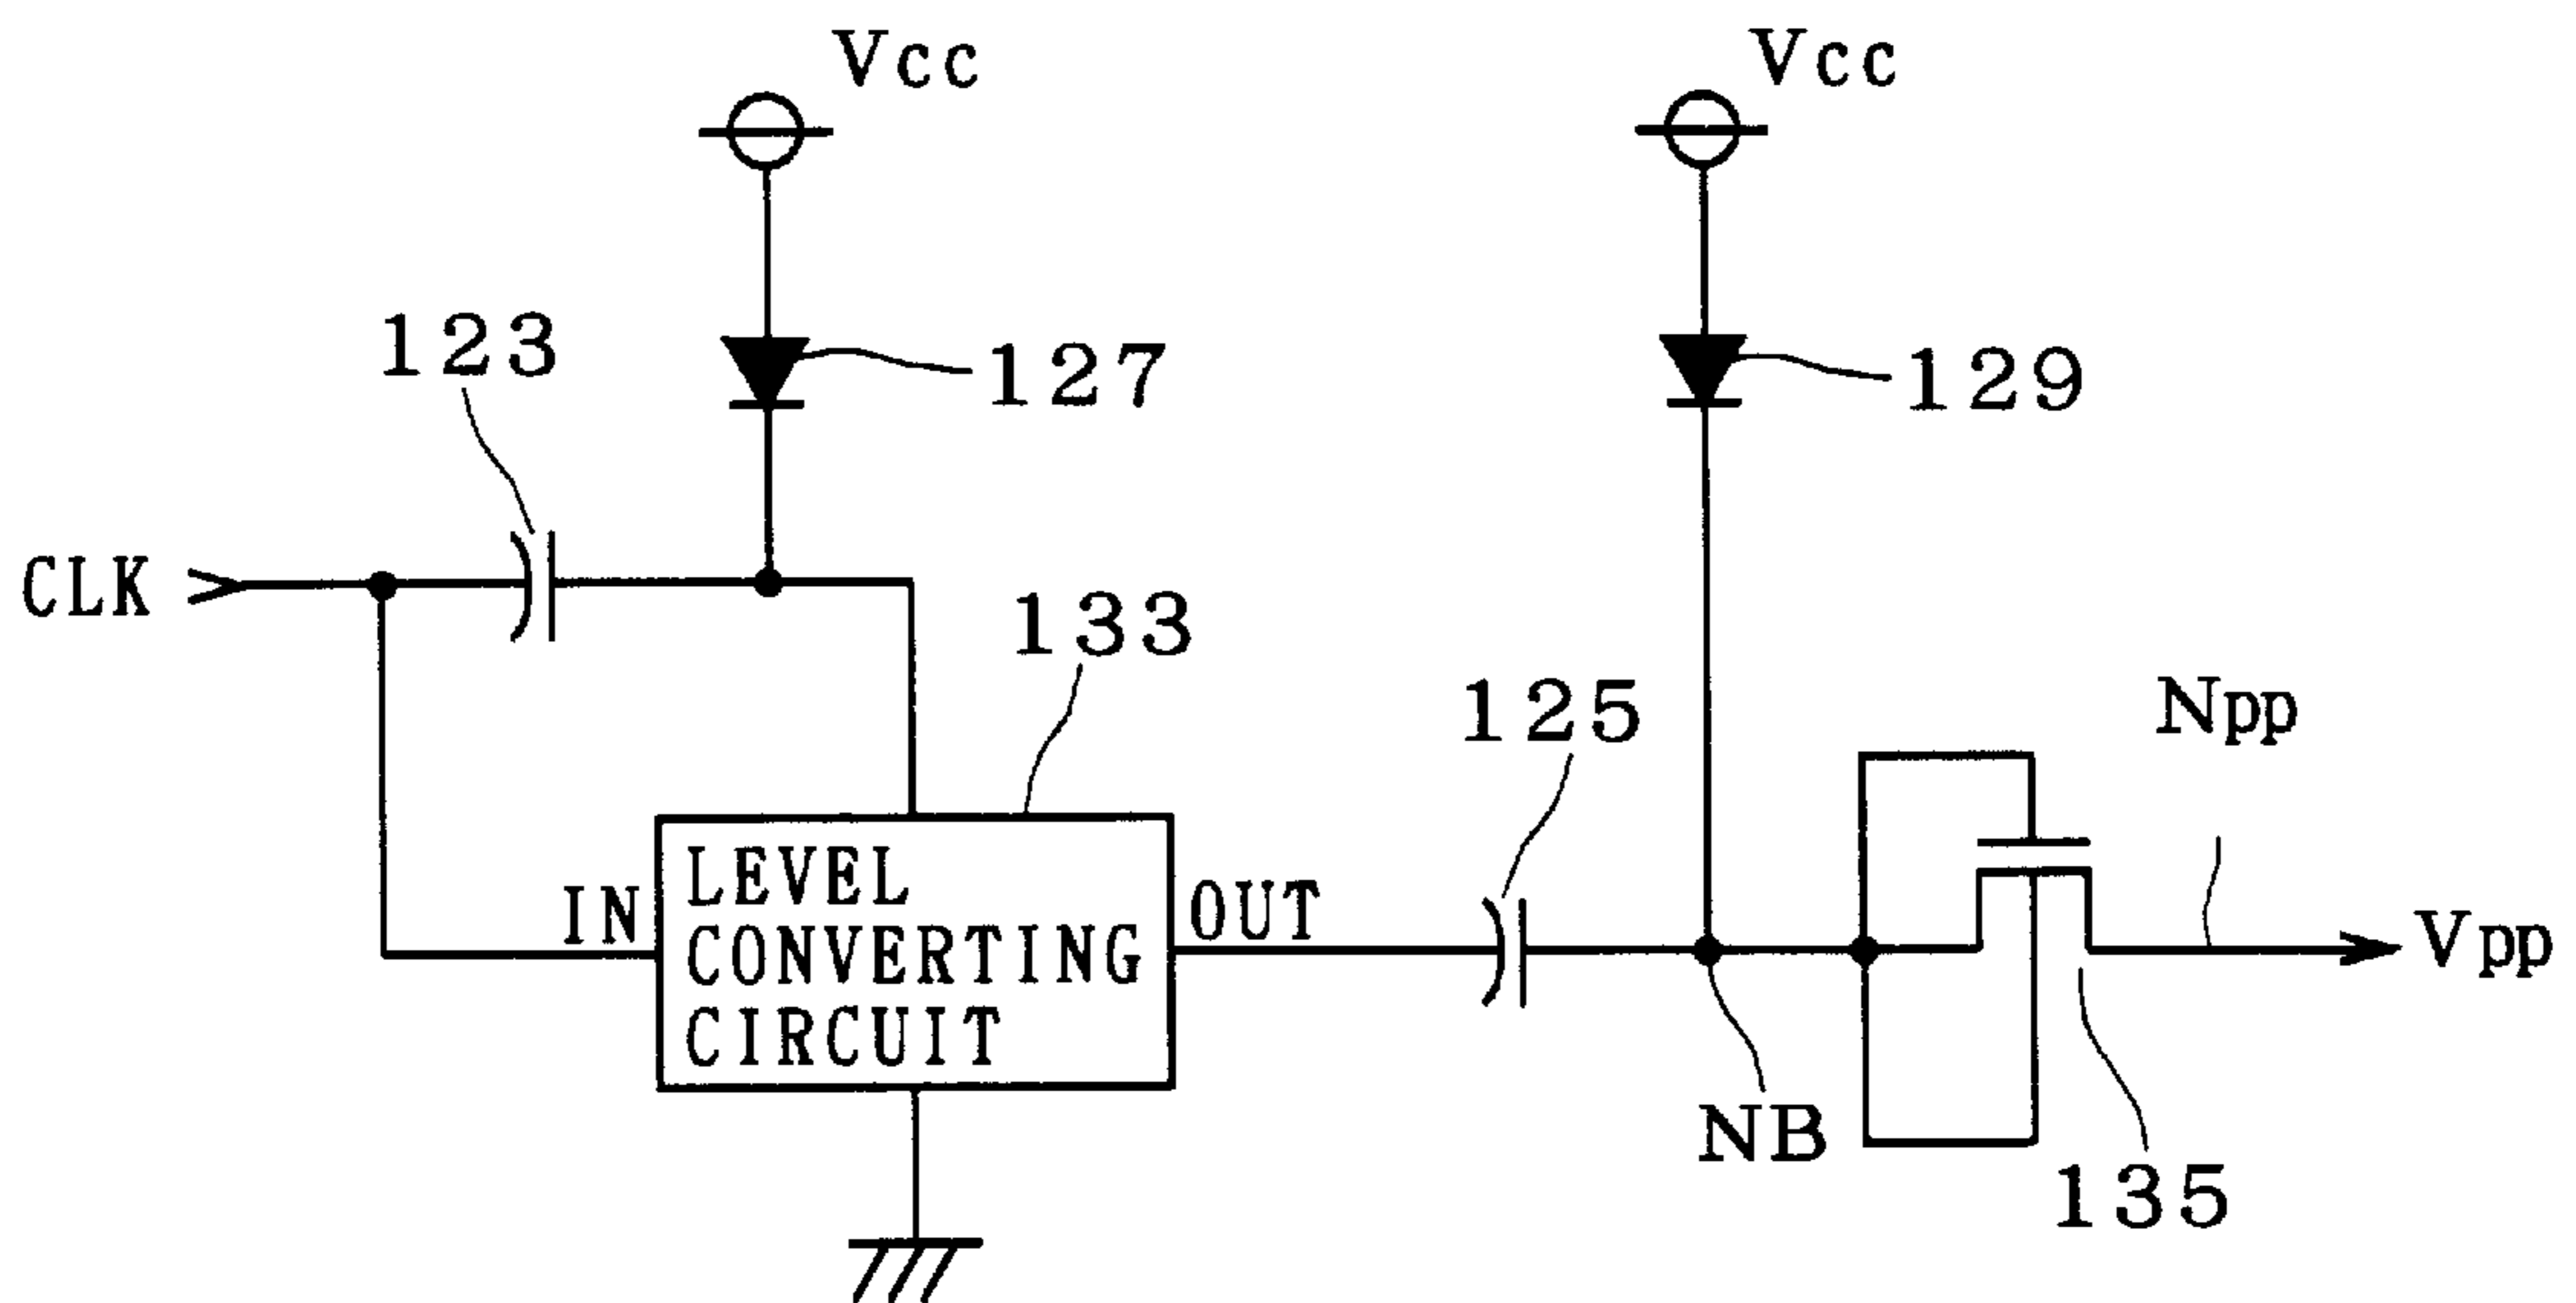 Vcc
Vcc
123
127
129
CLK
133
125
Npp
IN
LEVEL
CONVERTING
CIRCUIT
OUT
Vpp
NB
135